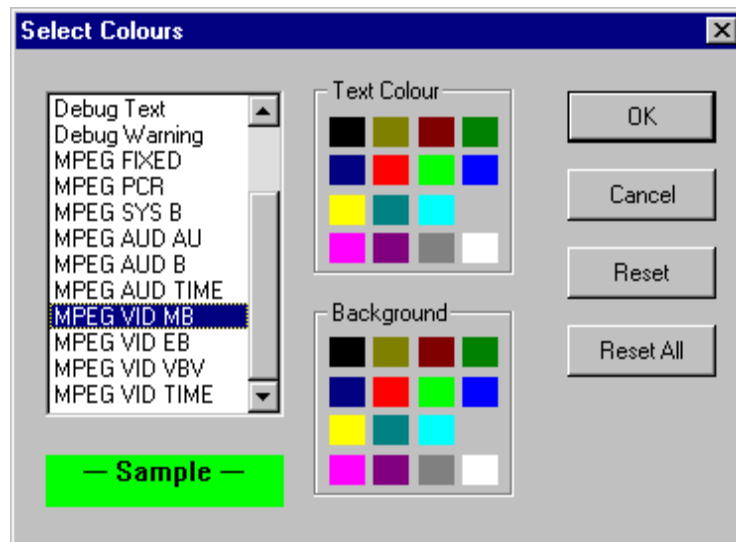 Select Colours
Debug Text
Debug Warning
MPEG FIXED
MPEG PCR
MPEG SYS B
MPEG AUD AU
MPEG AUD B
MPEG AUD TIME
MPEG VID MB
MPEG VID EB
MPEG VID VBV
MPEG VID TIME
— Sample —
Text Colour
Background
OK
Cancel
Reset
Reset All